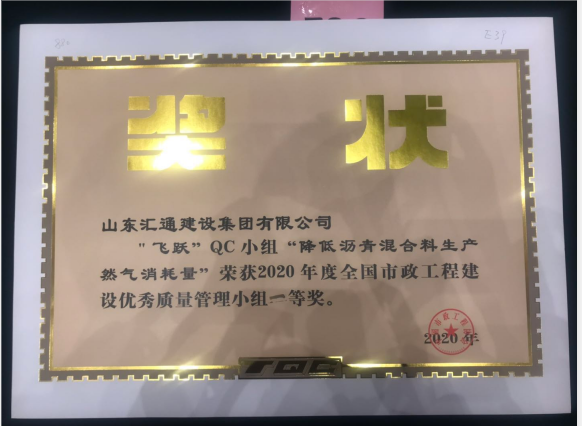 E39
奖状
山东汇通建设集团有限公司
"飞跃”QC小组“降低沥青混合料生产
然气消耗量”荣获2020年度全国市政工程建
设优秀质量管理小组一等奖。
2020年
TQC